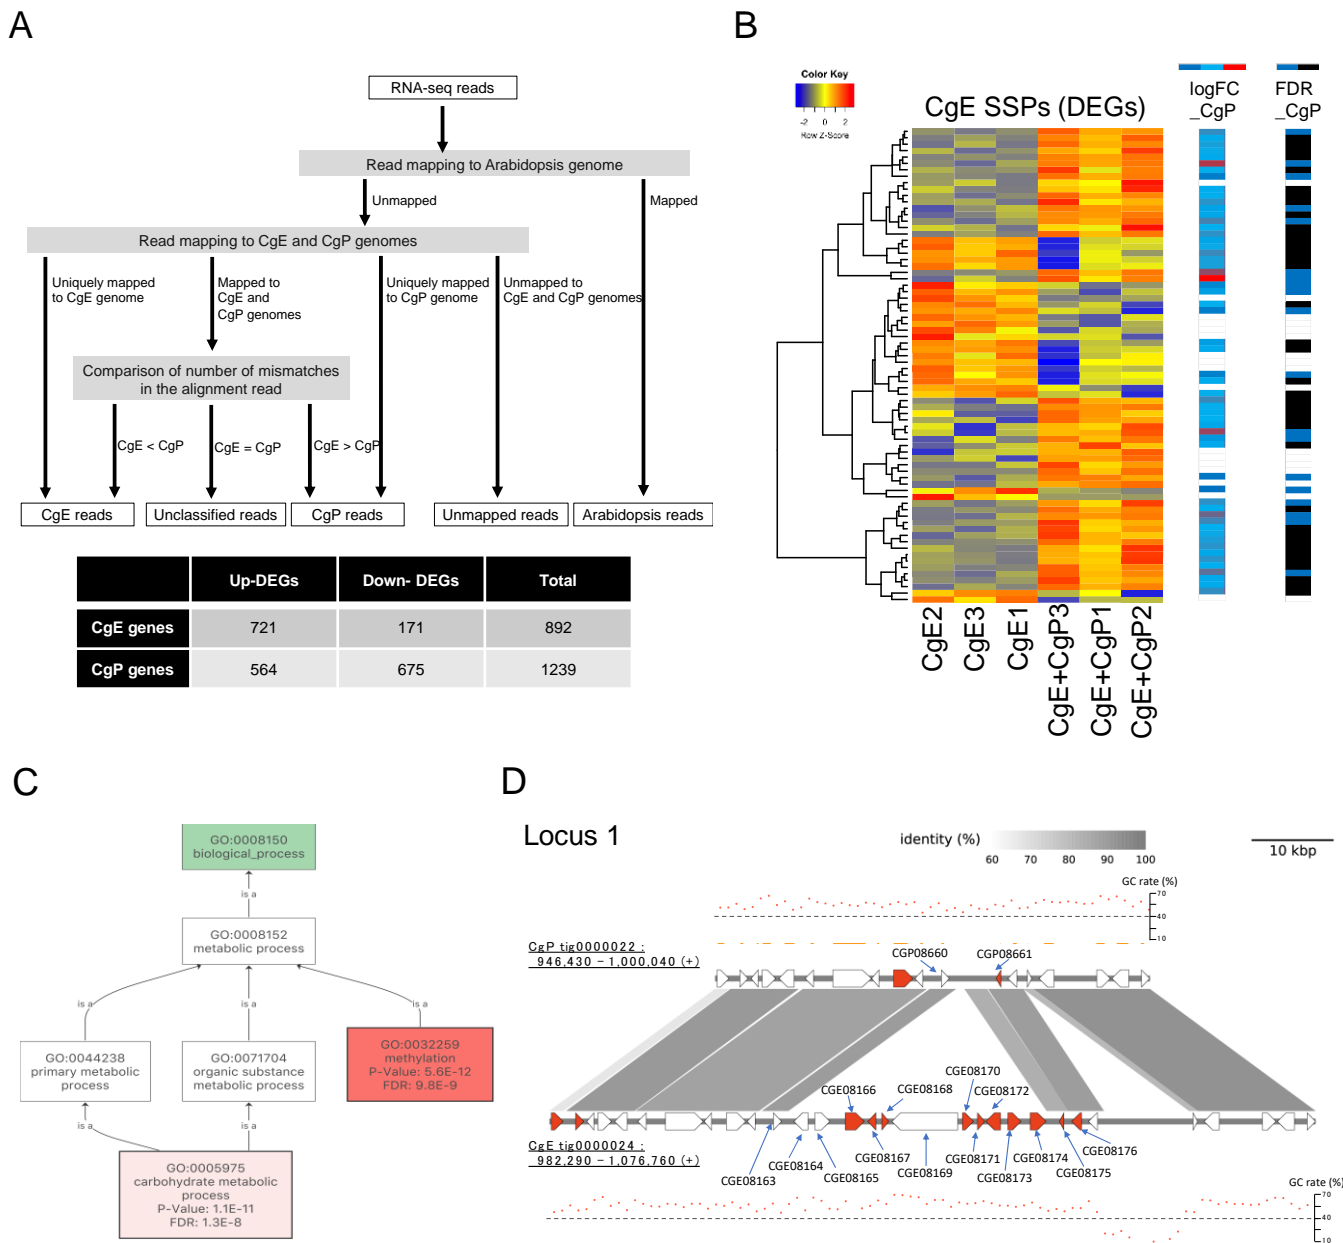 A
RNA-seq reads
Read mapping to Arabidopsis genome
Unmapped
Mapped
Read mapping to CgE and CgP genomes
Uniquely mapped
to CgE genome
Mapped to
CgE and
CgP genomes
Uniquely mapped
to CgP genome
Unmapped to
CgE and CgP genomes
Comparison of number of mismatches
in the alignment read
CgE < CgP
CgE = CgP
CgE > CgP
CgE reads
Unclassified reads
CgP reads
Unmapped reads
Arabidopsis reads
Up-DEGs
Down- DEGs
Total
CgE genes
721
171
892
CgP genes
564
675
1239
B
Color Key
-2
0
2
Row Z-Score
CgE SSPs (DEGs)
logFC
_CgP
FDR
_CgP
CgE2
CgE3
CgE1
CgE+CgP3
CgE+CgP1
CgE+CgP2
C
GO:0008150
biological_process
is a
GO:0008152
metabolic process
is a
is a
is a
GO:0044238
primary metabolic
process
GO:0071704
organic substance
metabolic process
GO:0032259
methylation
P-Value: 5.6E-12
FDR: 9.8E-9
is a
is a
GO:0005975
carbohydrate metabolic
process
P-Value: 1.1E-11
FDR: 1.3E-8
D
Locus 1
identity (%)
60
70
80
90
100
10 kbp
GC rate (%)
70
40
10
CgP tig0000022 :
946,430 – 1,000,040 (+)
CGP08660
CGP08661
CGE08166
CGE08168
CGE08170
CGE08172
CgE tig0000024 :
982,290 – 1,076,760 (+)
CGE08163
CGE08164
CGE08165
CGE08167
CGE08169
CGE08171
CGE08173
CGE08174
CGE08175
CGE08176
GC rate (%)
70
40
10